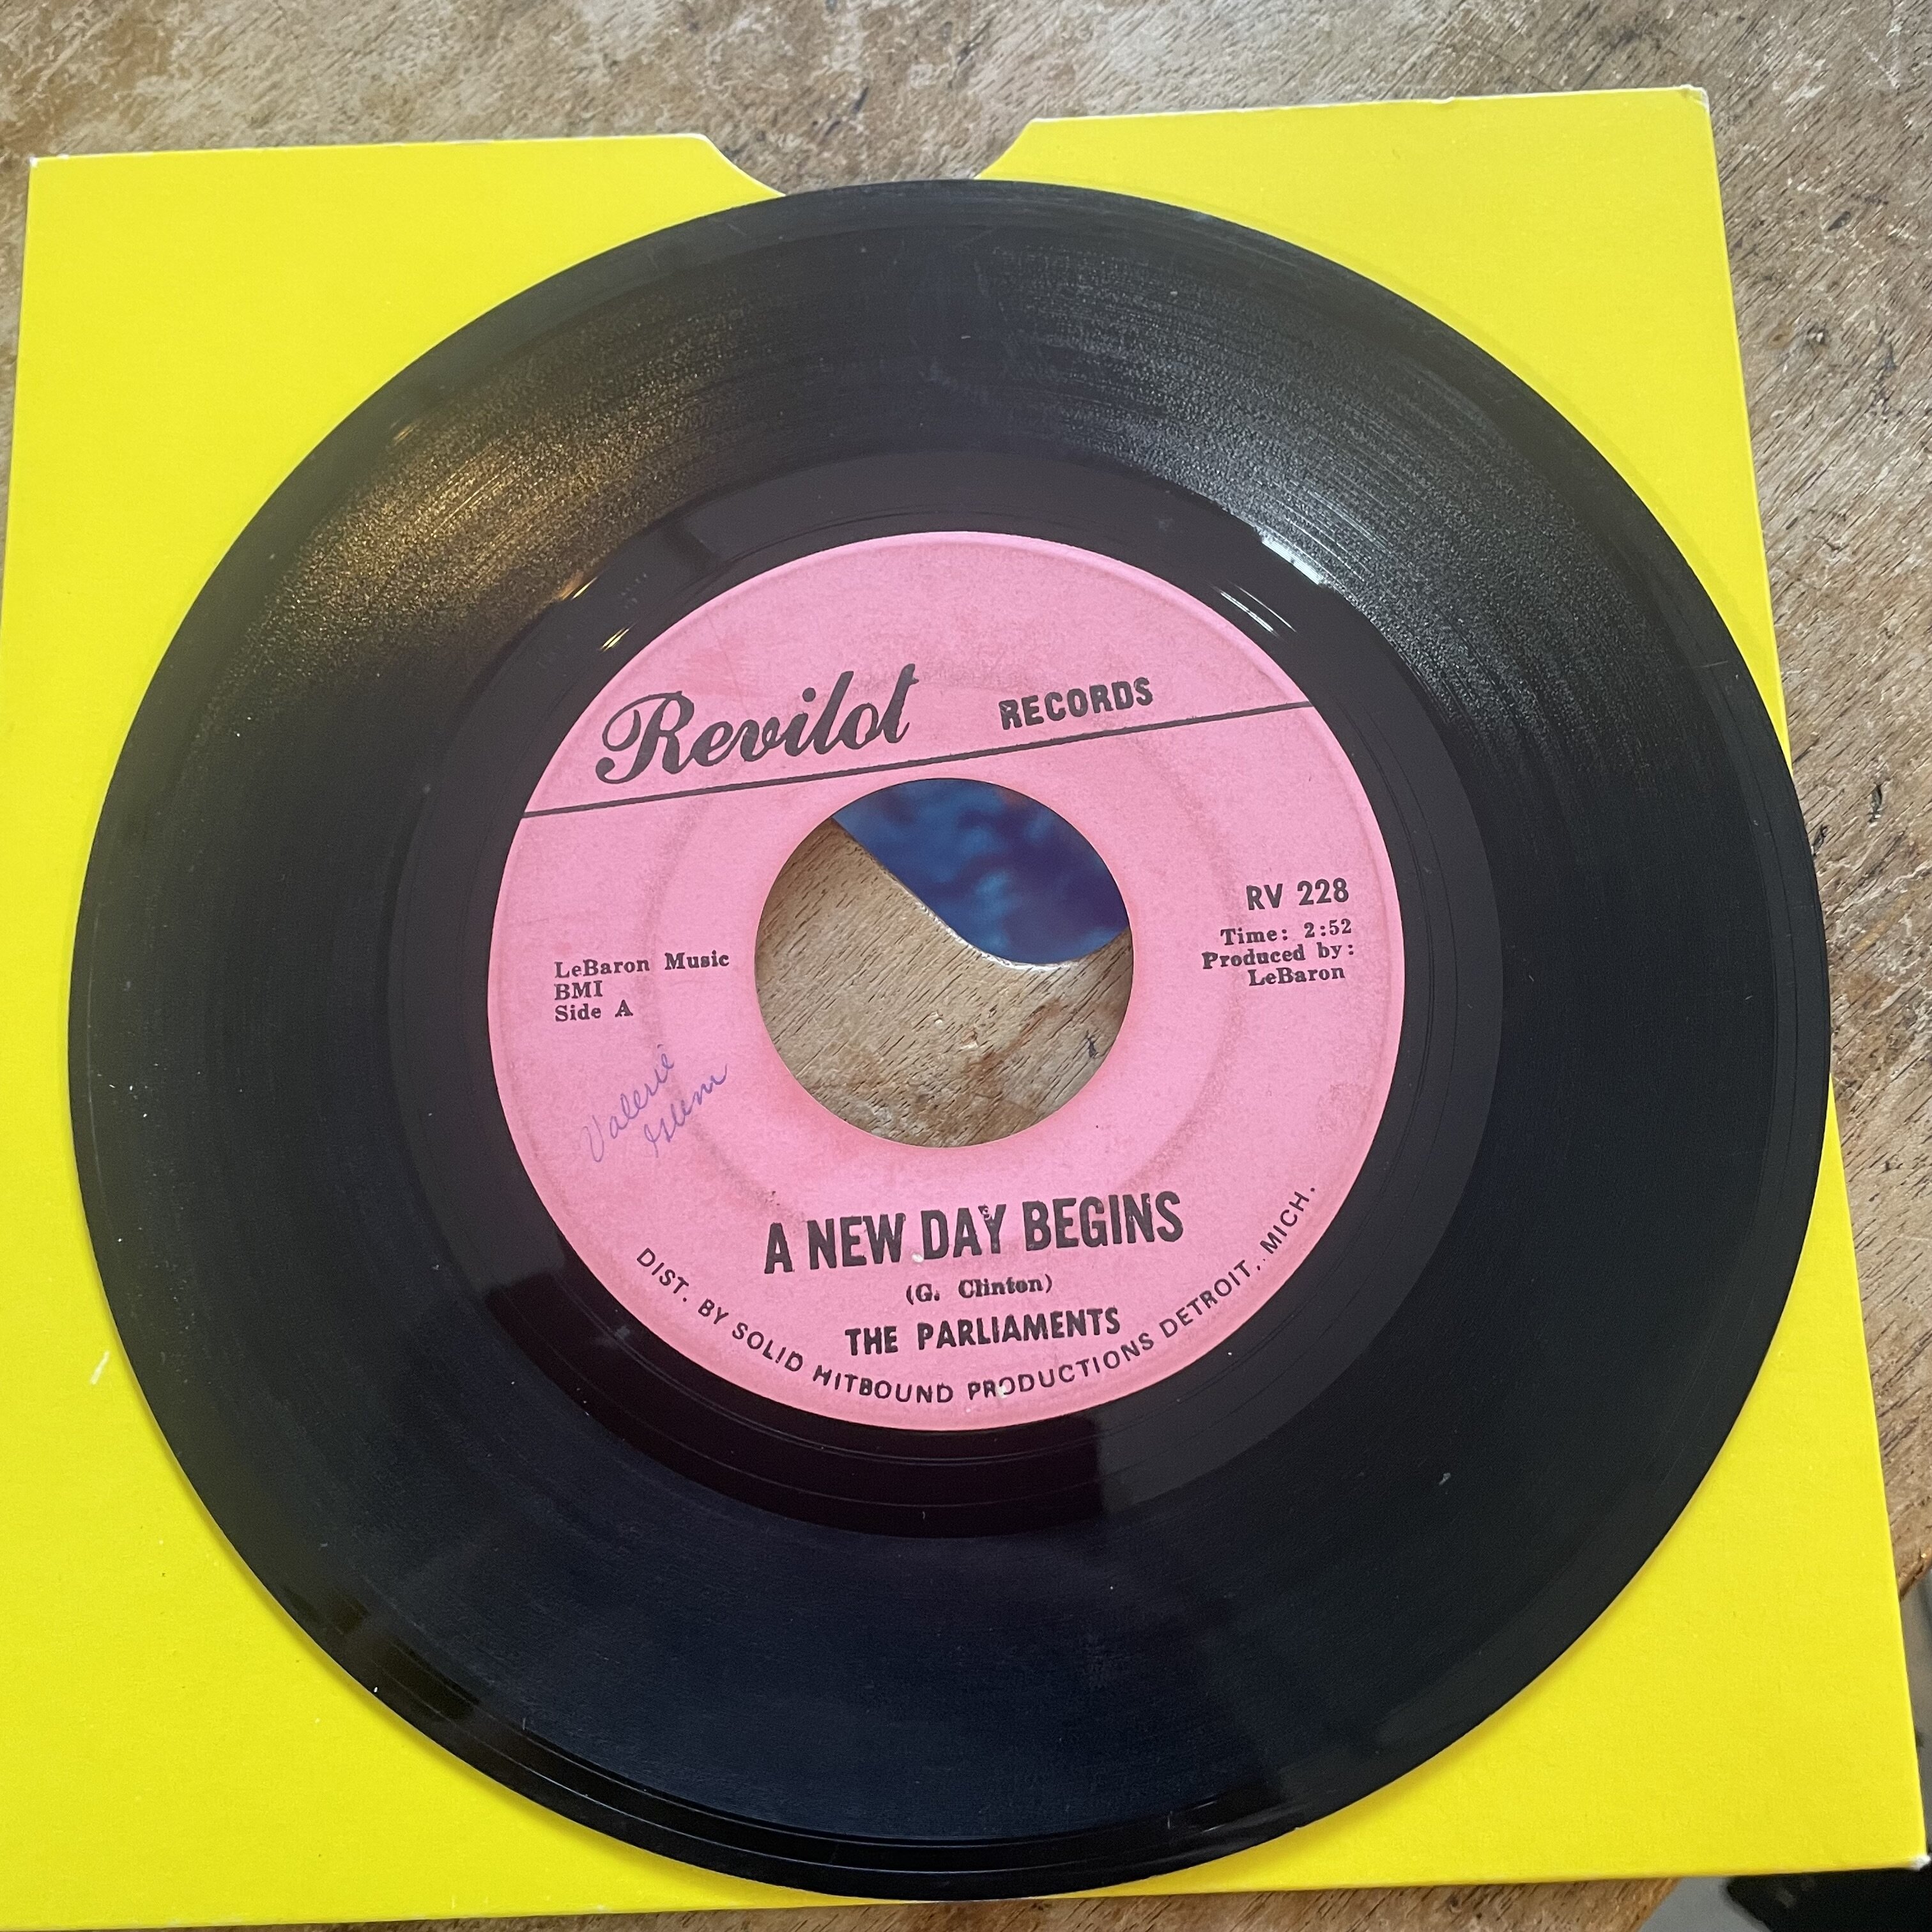 Revilot RECORDS
RV 228
Time: 2:52
Produced by:
LeBaron
LeBaron Music
BMI
Side A
Valerie
A NEW DAY BEGINS
(G. Clinton)
THE PARLIAMENTS
DIST. BY SOLID HITBOUND PRODUCTIONS DETROIT, MICH.